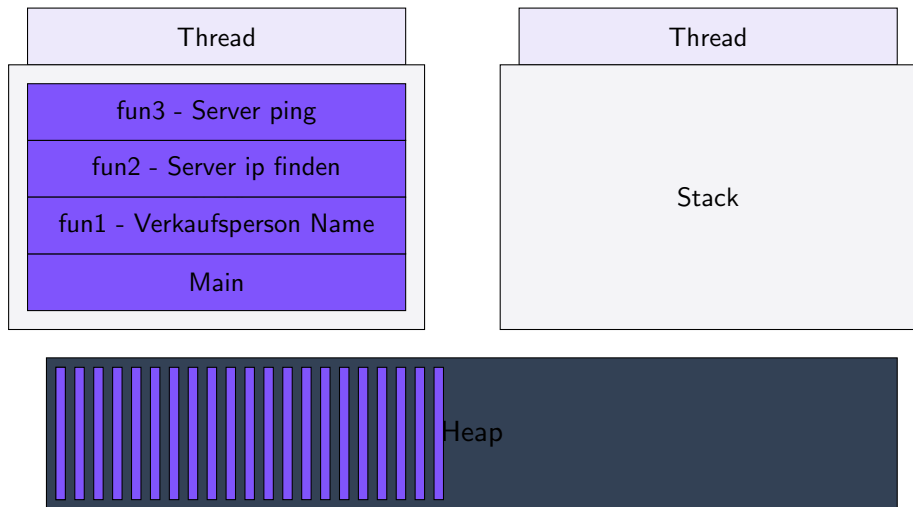 Thread
Thread
fun3 - Server ping
fun2 - Server ip finden
fun1 - Verkaufsperson Name
Main
Stack
Heap